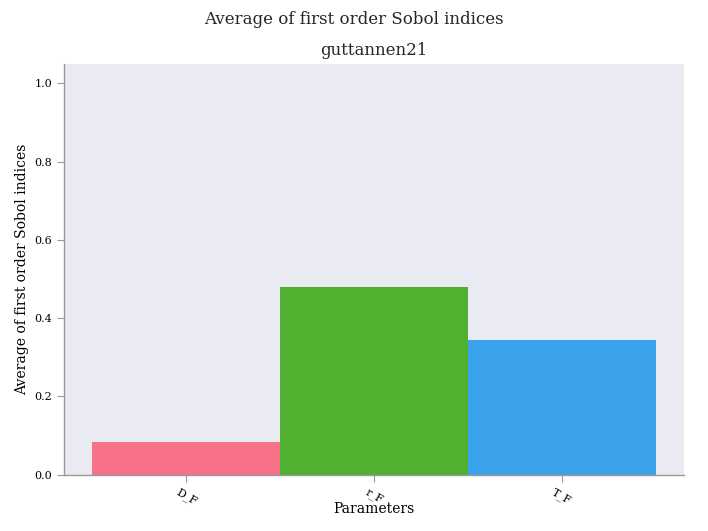 Average of first order Sobol indices
guttannen21
Average of first order Sobol indices
1.0
0.8
0.6
0.4
0.2
0.0
D_F
r_F
T_F
Parameters